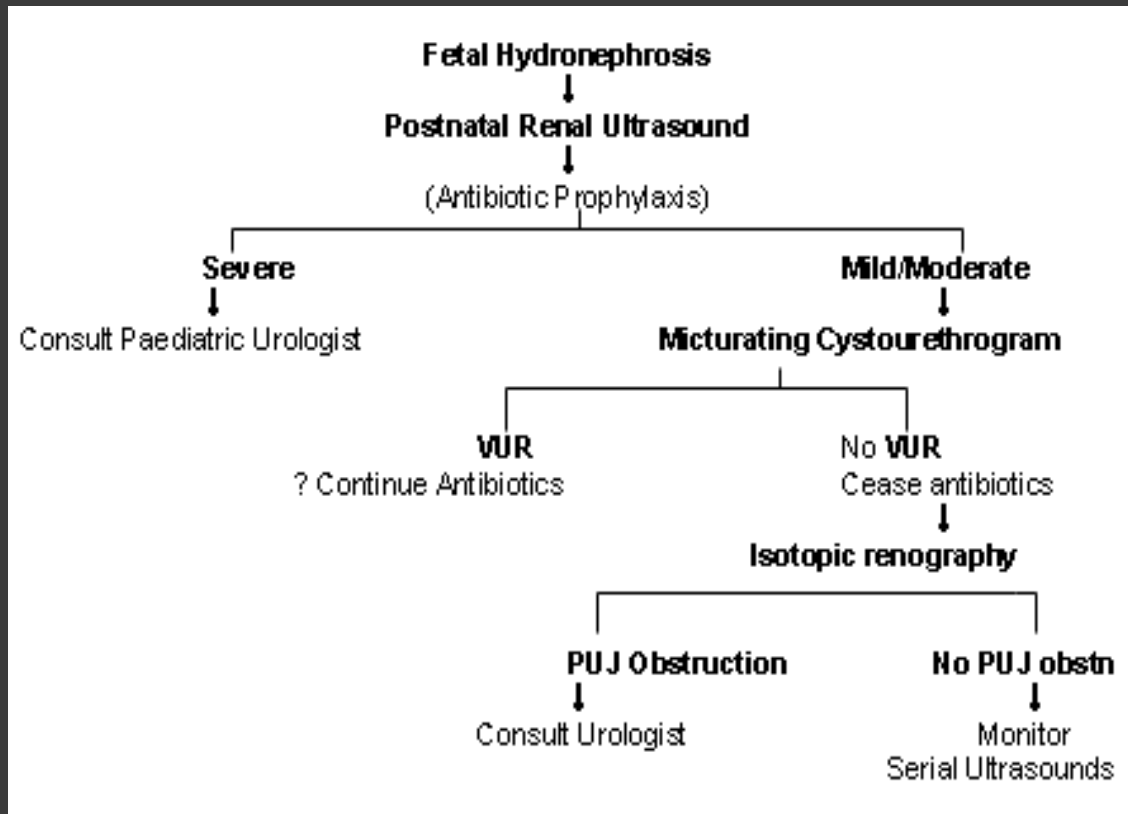 Fetal Hydronephrosis
Postnatal Renal Ultrasound
(Antibiotic Prophylaxis)
Severe
Consult Paediatric Urologist
Mild/Moderate
Micturating Cystourethrogram
VUR
? Continue Antibiotics
No VUR
Cease antibiotics
Isotopic renography
PUJ Obstruction
Consult Urologist
No PUJ obstn
Monitor
Serial Ultrasounds